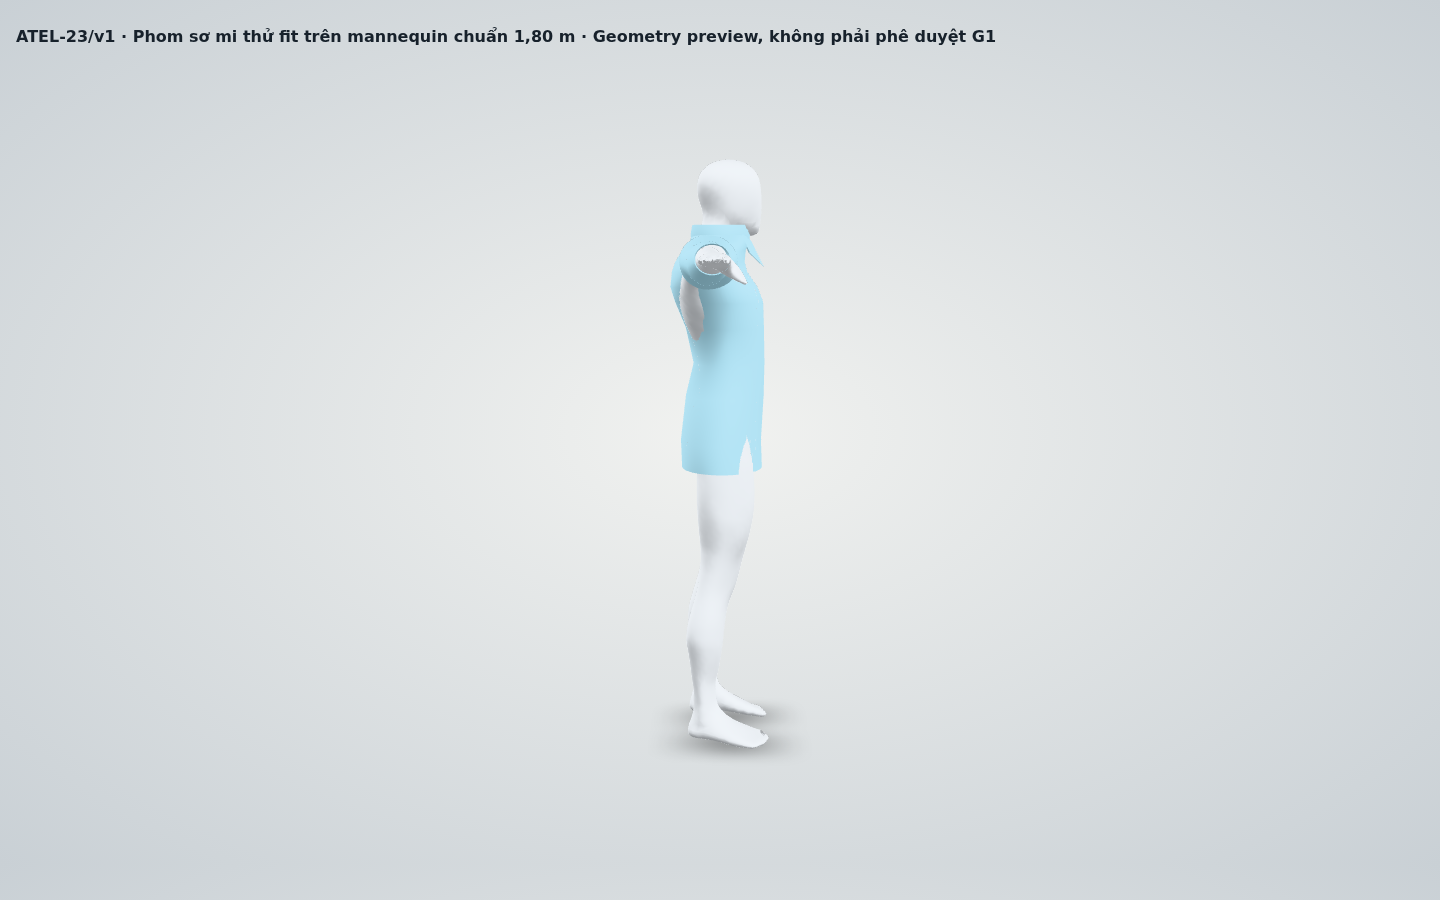 ATEL-23/v1 · Phom sơ mi thử fit trên mannequin chuẩn 1,80 m · Geometry preview, không phải phê duyệt G1